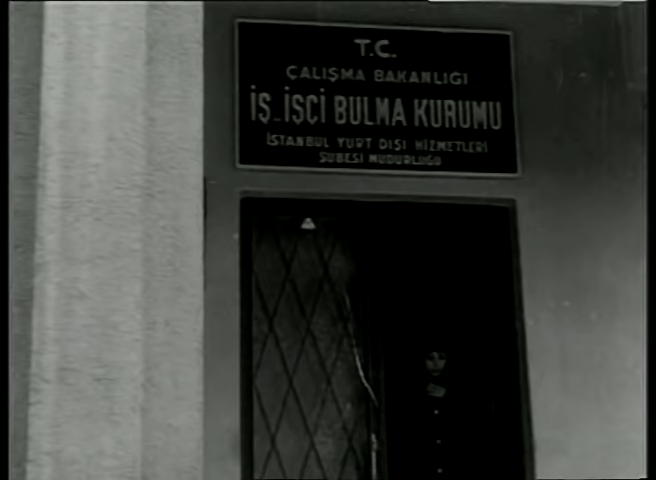 T.C.
ÇALIŞMA BAKANLIGI
İŞ-İŞÇİ BULMA KURUMU
İSTANBUL YURT DIŞI HİZMETLERİ
ŞUBESİ MÜDÜRLÜĞÜ